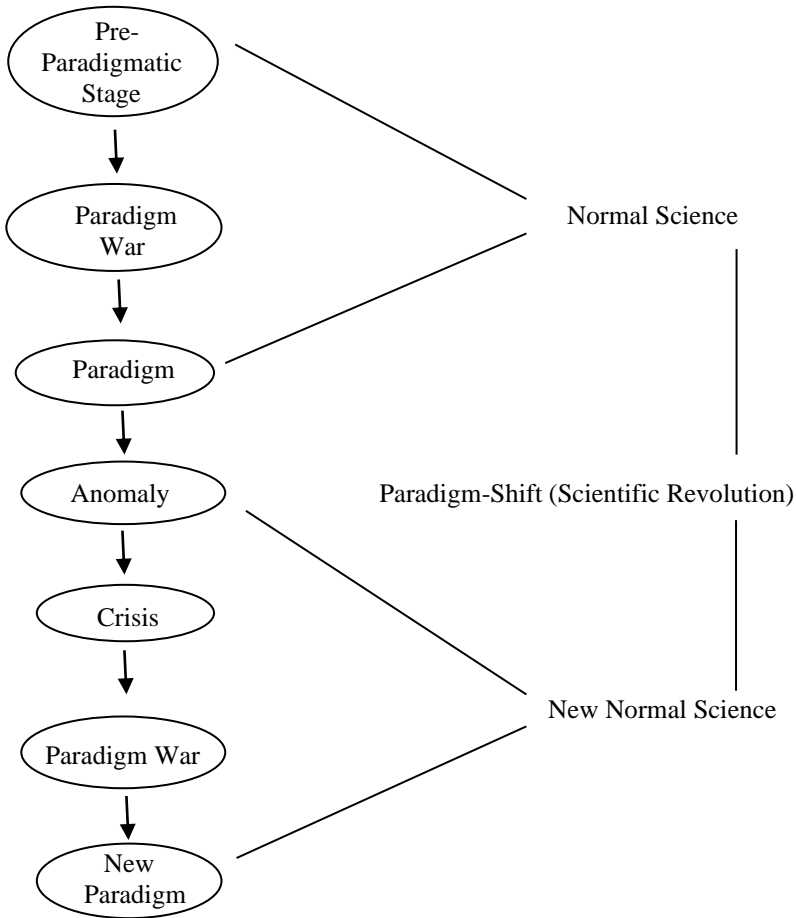 Pre-
Paradigmatic
Stage
Paradigm
War
Normal Science
Paradigm
Anomaly
Paradigm-Shift (Scientific Revolution)
Crisis
New Normal Science
Paradigm War
New
Paradigm